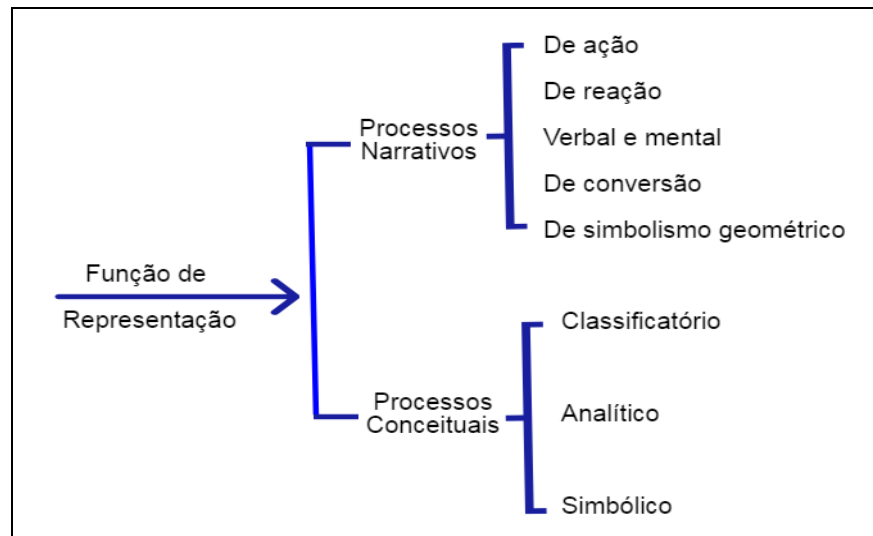 Função de
Representação
Processos
Narrativos
De ação
De reação
Verbal e mental
De conversão
De simbolismo geométrico
Processos
Conceituais
Classificatório
Analítico
Simbólico